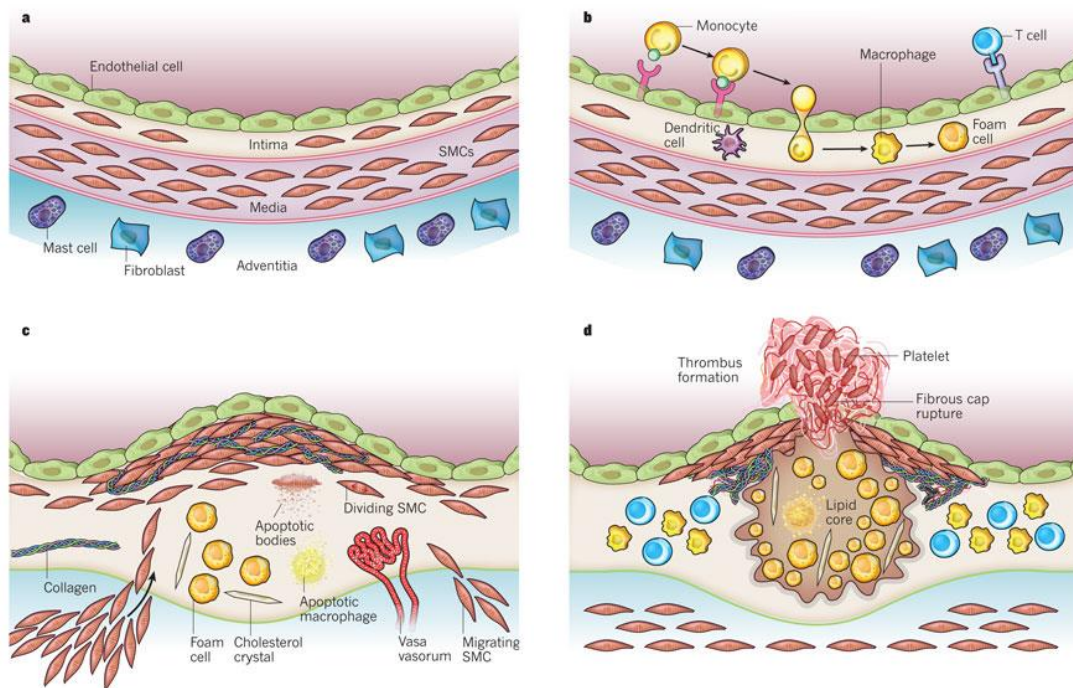 a
Endothelial cell
Intima
SMCs
Media
Mast cell
Fibroblast
Adventitia
b
Monocyte
T cell
Macrophage
Dendritic
cell
Foam
cell
c
Apoptotic
bodies
Dividing SMC
Collagen
Apoptotic
macrophage
Foam
cell
Cholesterol
crystal
Vasa
vasorum
Migrating
SMC
d
Thrombus
formation
Platelet
Fibrous cap
rupture
Lipid
core